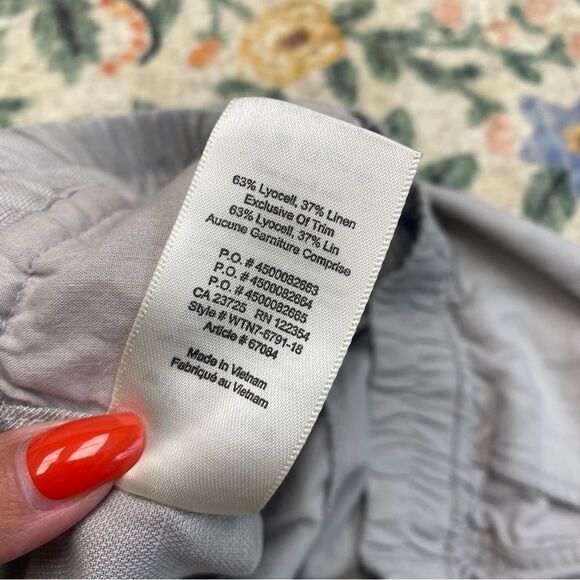 63% Lyocell, 37% Linen
Exclusive Of Trim
63% Lyocell, 37% Lin
Aucune Garniture Comprise
P.O. # 4500082663
P.O. # 4500082664
P.O. # 4500082665
CA 23725 RN 122354
Style # WTN7-6791-18
Article # 67084
Made in Vietnam
Fabriqué au Vietnam